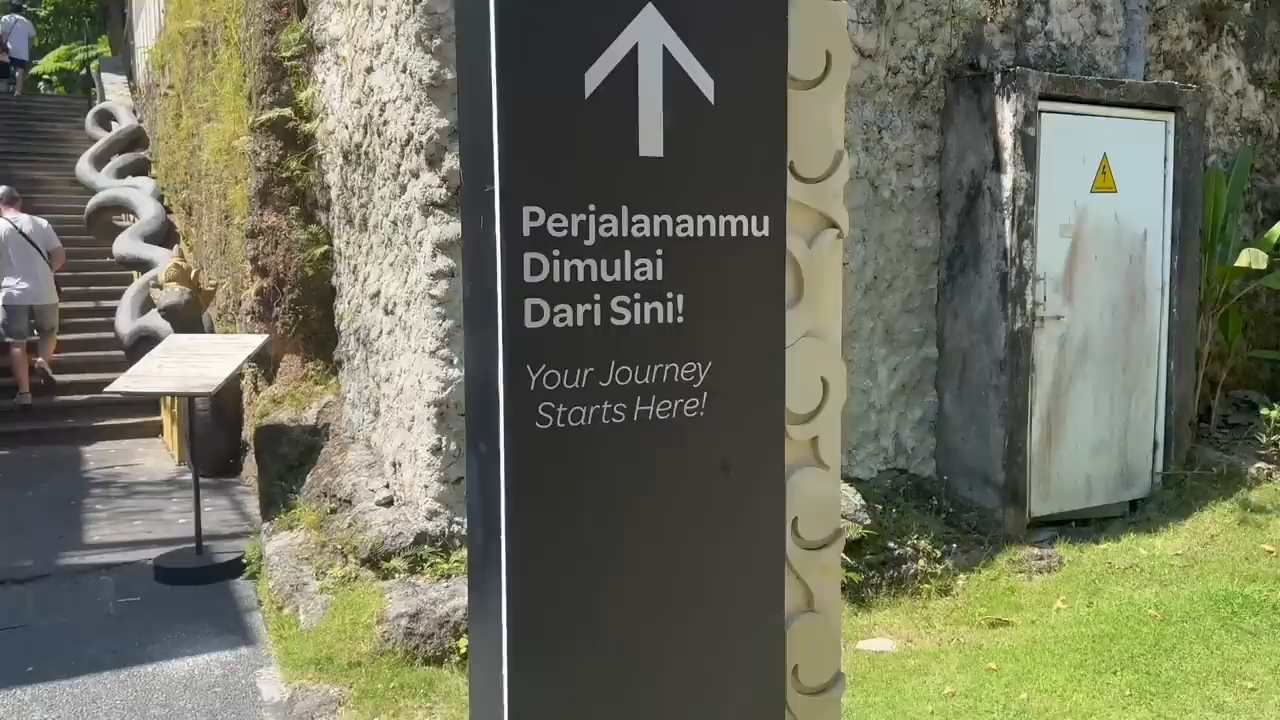 Perjalananmu
Dimulai
Dari Sini!
Your Journey
Starts Here!